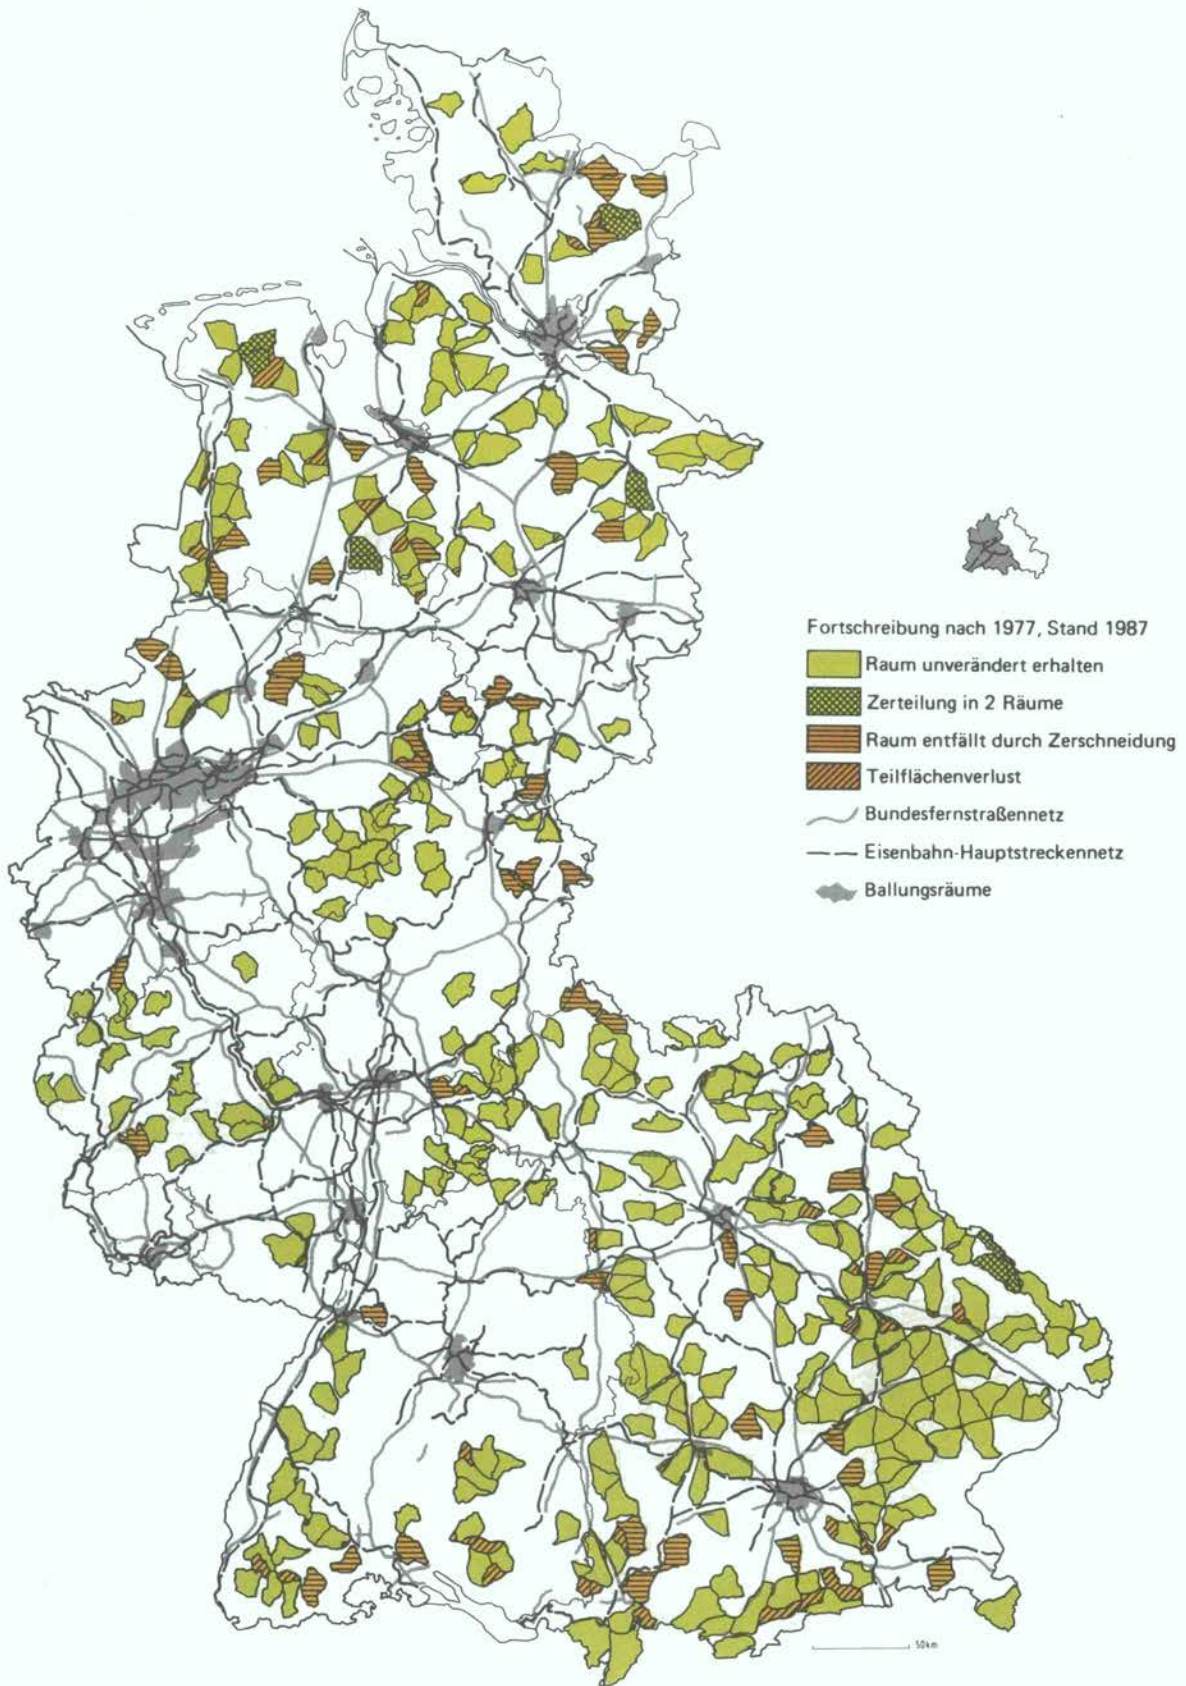 Fortschreibung nach 1977, Stand 1987
Raum unverändert erhalten
Zerteilung in 2 Räume
Raum entfällt durch Zerschneidung
Teilflächenverlust
Bundesfernstraßennetz
Eisenbahn-Hauptstreckennetz
Ballungsräume
50km